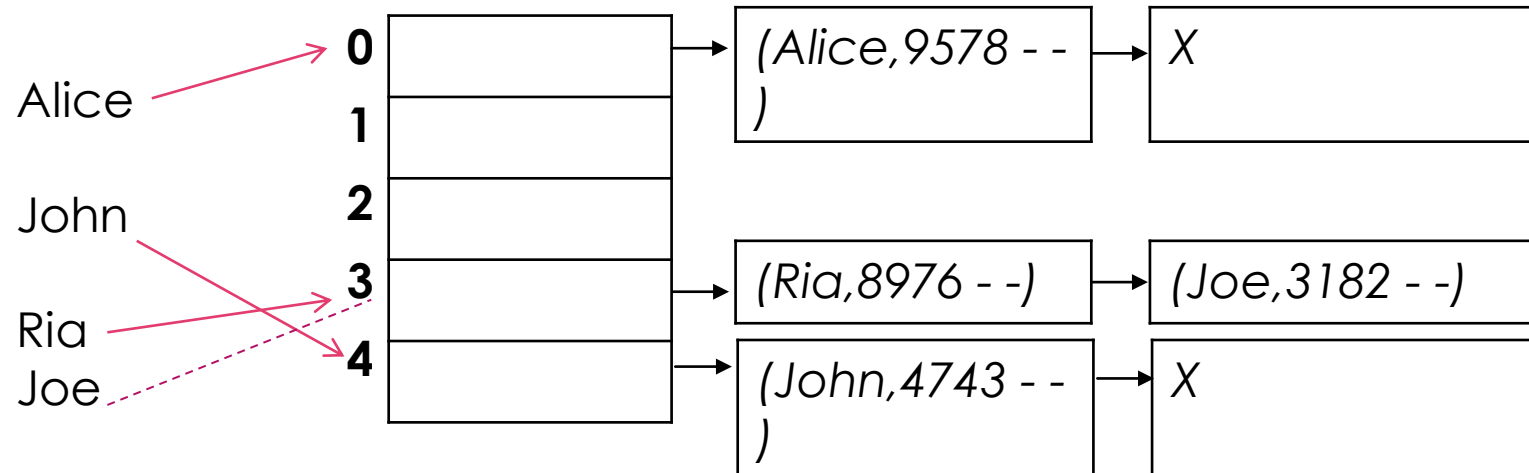 Alice
John
Ria
Joe
0
1
2
3
4
(Alice,9578 - -
)
X
(Ria,8976 - -)
(Joe,3182 - -)
(John,4743 - -
)
X